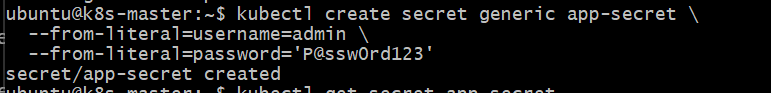 ubuntu@k8s-master:~$ kubectl create secret generic app-secret \
  --from-literal=username=admin \
  --from-literal=password='P@ssw0rd123'
secret/app-secret created
ubuntu@k8s-master:~$ kubectl get secret app-secret